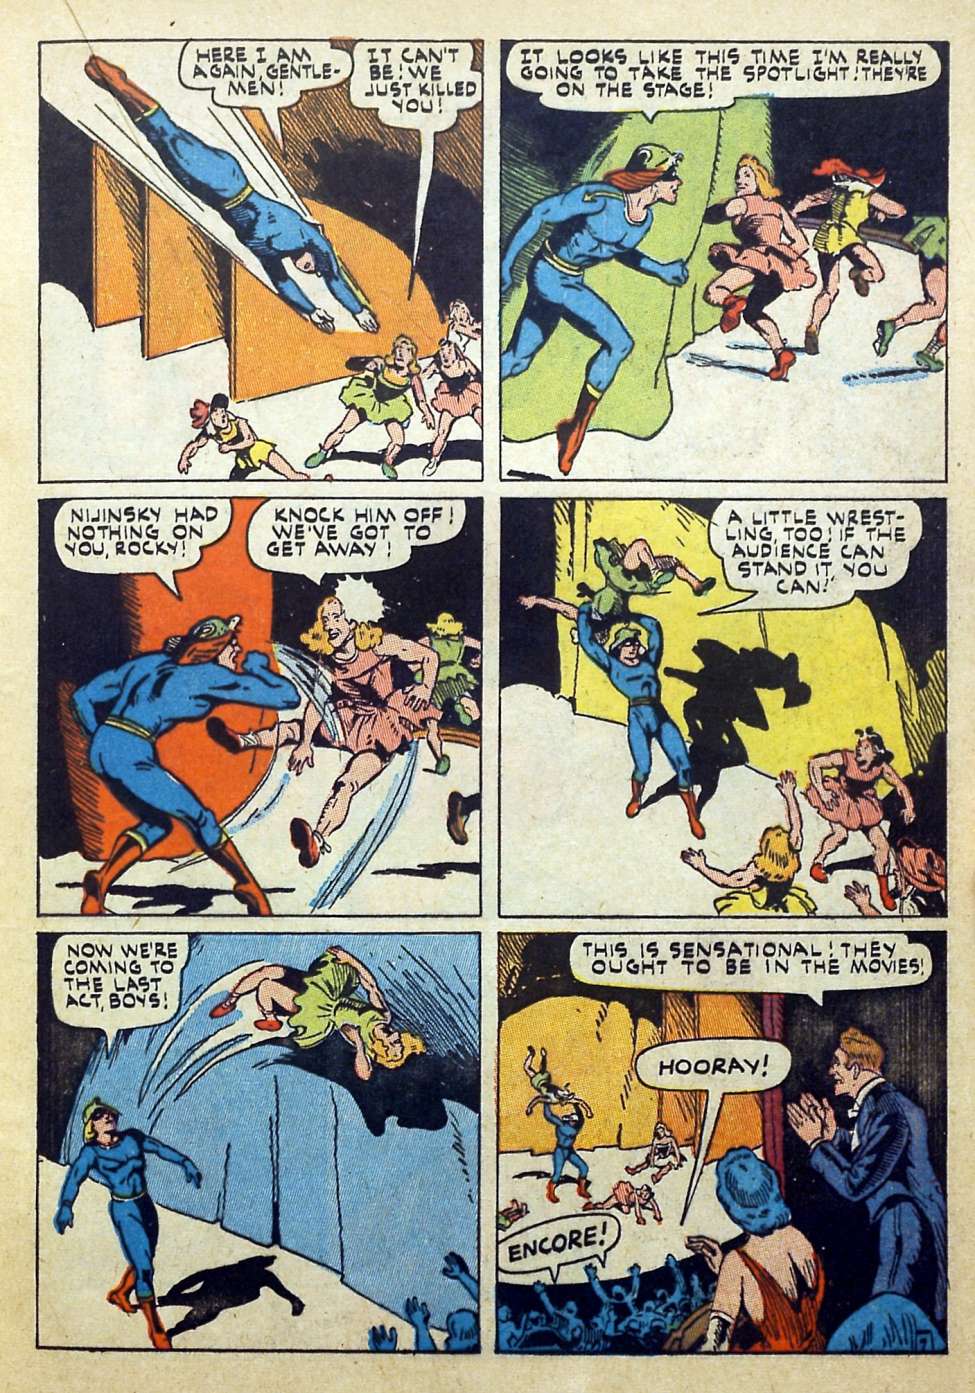 HERE I AM
AGAIN, GENTLE-
MEN!
IT CAN'T
BE! WE
JUST KILLED
YOU!
IT LOOKS LIKE THIS TIME I'M REALLY
GOING TO TAKE THE SPOTLIGHT! THEY'RE
ON THE STAGE!
NIJINSKY HAD
NOTHING ON
YOU, ROCKY!
KNOCK HIM OFF!
WE'VE GOT TO
GET AWAY!
A LITTLE WREST-
LING, TOO! IF THE
AUDIENCE CAN
STAND IT, YOU
CAN!
NOW WE'RE
COMING TO
THE LAST
ACT, BOYS!
THIS IS SENSATIONAL! THEY
OUGHT TO BE IN THE MOVIES!
HOORAY!
ENCORE!
7